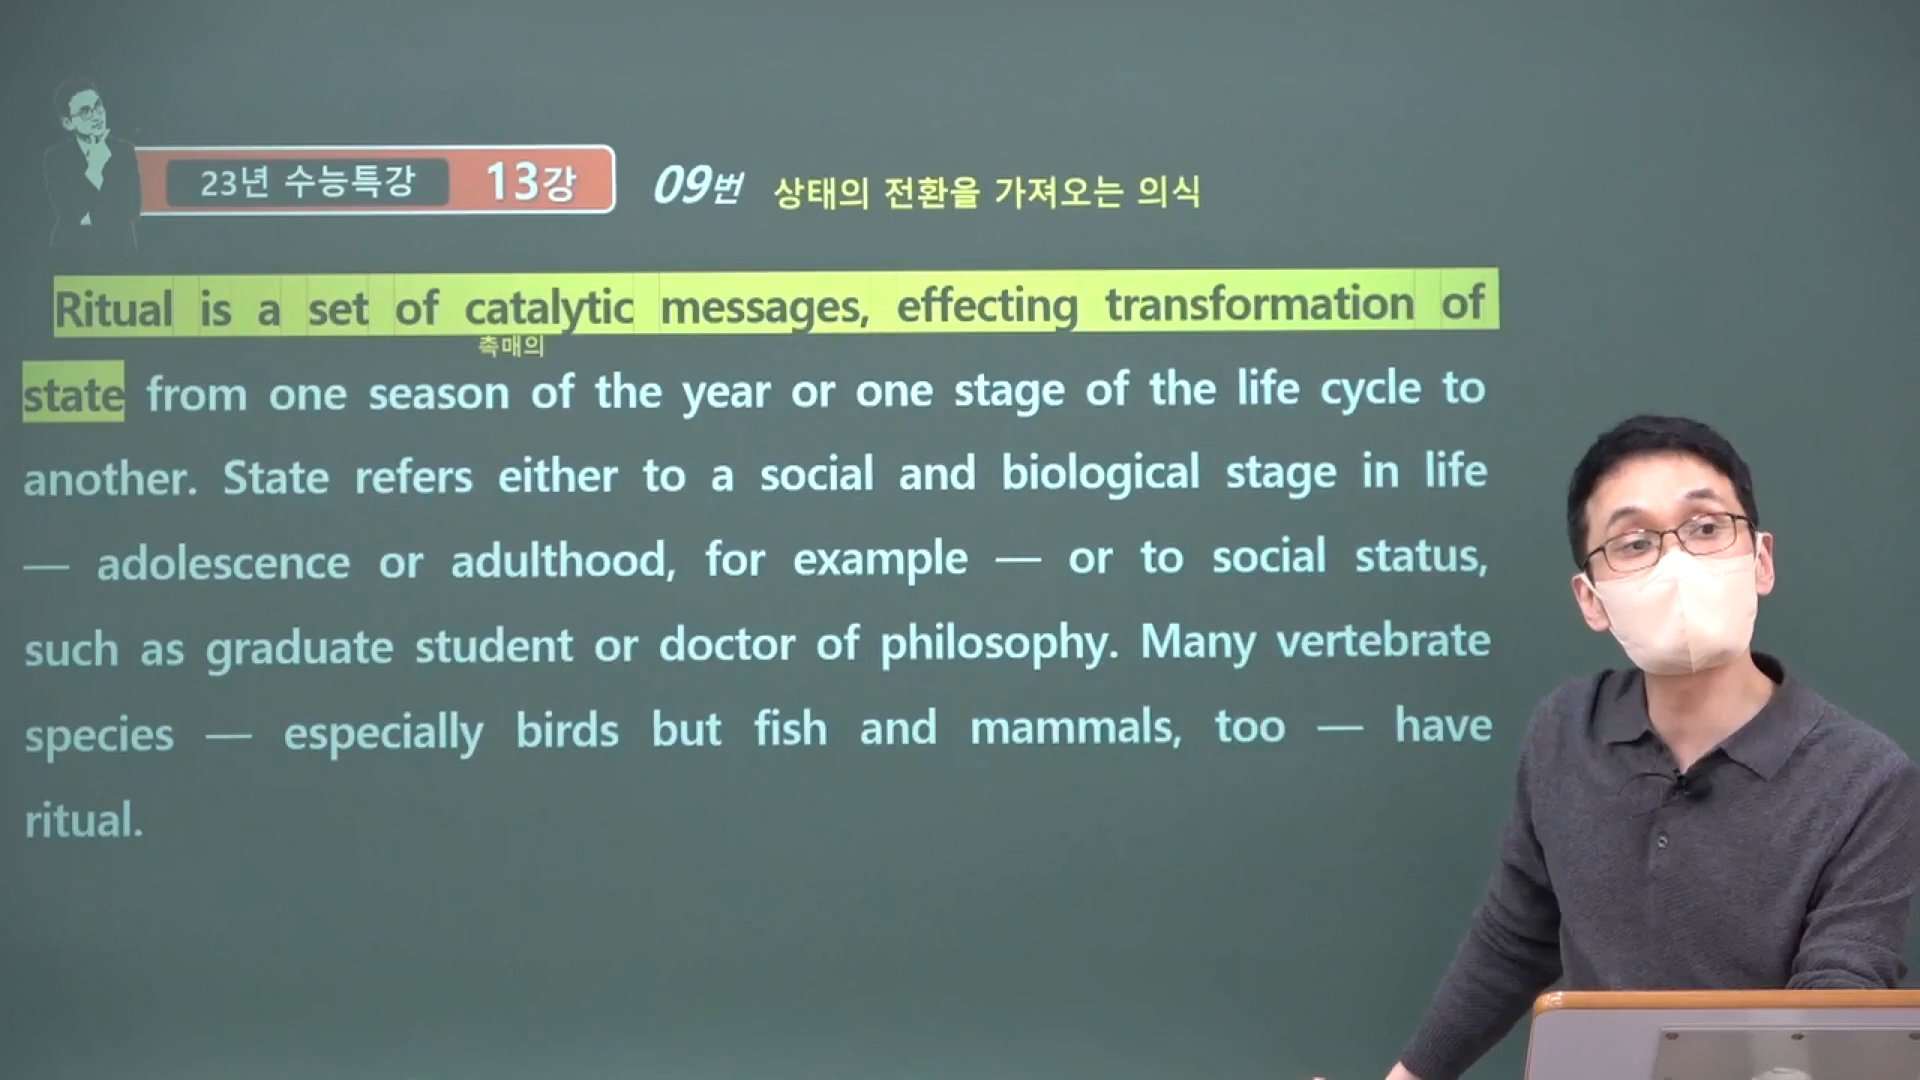 23년 수능특강 13강 09번 상태의 전환을 가져오는 의식
Ritual is a set of catalytic messages, effecting transformation of
촉매의
state from one season of the year or one stage of the life cycle to
another. State refers either to a social and biological stage in life
— adolescence or adulthood, for example — or to social status,
such as graduate student or doctor of philosophy. Many vertebrate
species — especially birds but fish and mammals, too — have
ritual.